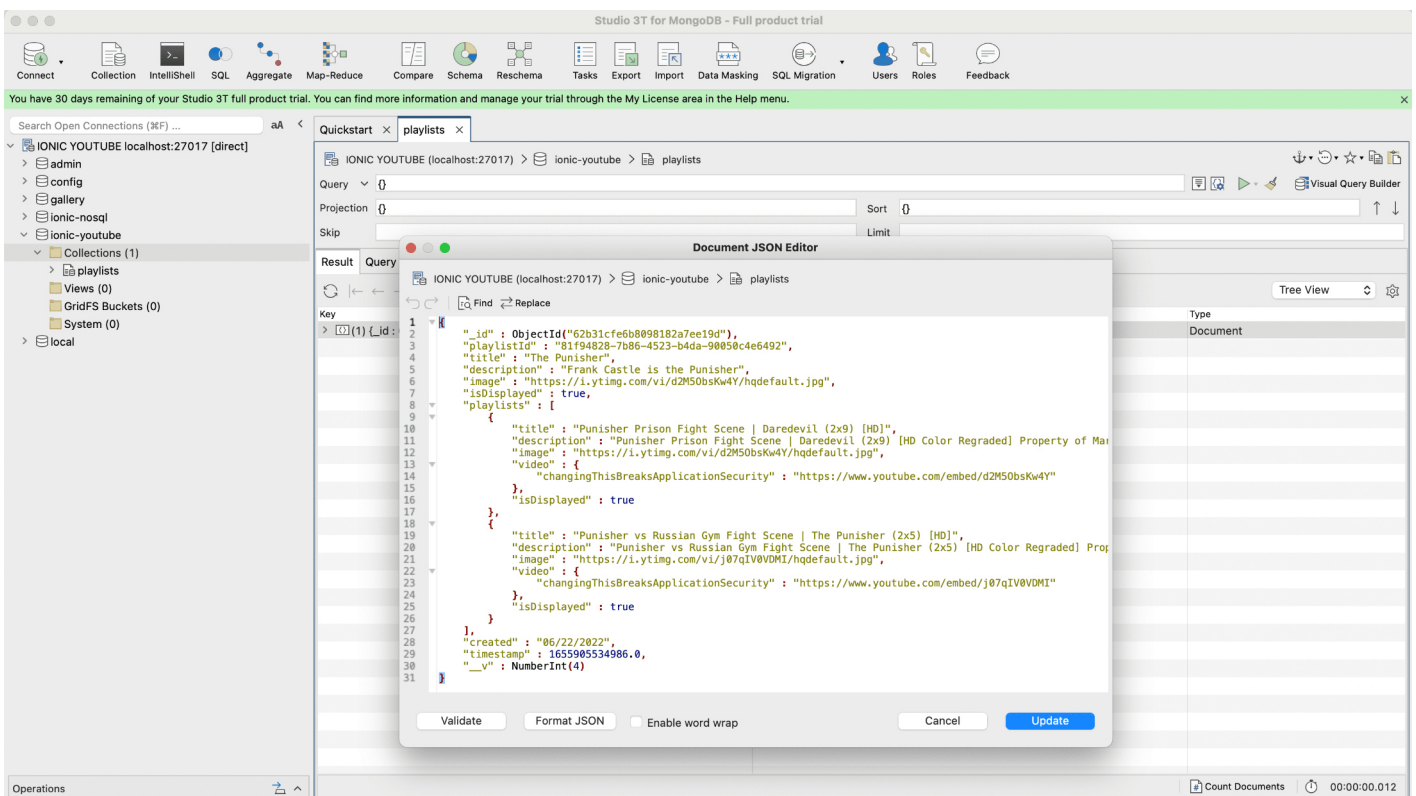 Studio 3T for MongoDB - Full product trial
Connect Collection IntelliShell SQL Aggregate Map-Reduce Compare Schema Reschema Tasks Export Import Data Masking SQL Migration Users Roles Feedback
You have 30 days remaining of your Studio 3T full product trial. You can find more information and manage your trial through the My License area in the Help menu.
Search Open Connections (⌘F) ... aA
IONIC YOUTUBE localhost:27017 [direct]
admin
config
gallery
ionic-nosql
ionic-youtube
Collections (1)
playlists
Views (0)
GridFS Buckets (0)
System (0)
local
Operations
Quickstart playlists
IONIC YOUTUBE (localhost:27017) > ionic-youtube > playlists
Query {} Visual Query Builder
Projection {} Sort {}
Skip Limit
Result Query
Tree View
Key Type
(1) {_id : Document
Document JSON Editor
IONIC YOUTUBE (localhost:27017) > ionic-youtube > playlists
Find Replace
1 {
2 "_id" : ObjectId("62b31cfe6b8098182a7ee19d"),
3 "playlistId" : "81f94828-7b86-4523-b4da-90050c4e6492",
4 "title" : "The Punisher",
5 "description" : "Frank Castle is the Punisher",
6 "image" : "https://i.ytimg.com/vi/d2M5ObsKw4Y/hqdefault.jpg",
7 "isDisplayed" : true,
8 "playlists" : [
9 {
10 "title" : "Punisher Prison Fight Scene | Daredevil (2x9) [HD]",
11 "description" : "Punisher Prison Fight Scene | Daredevil (2x9) [HD Color Regraded] Property of Mar
12 "image" : "https://i.ytimg.com/vi/d2M5ObsKw4Y/hqdefault.jpg",
13 "video" : {
14 "changingThisBreaksApplicationSecurity" : "https://www.youtube.com/embed/d2M5ObsKw4Y"
15 },
16 "isDisplayed" : true
17 },
18 {
19 "title" : "Punisher vs Russian Gym Fight Scene | The Punisher (2x5) [HD]",
20 "description" : "Punisher vs Russian Gym Fight Scene | The Punisher (2x5) [HD Color Regraded] Prop
21 "image" : "https://i.ytimg.com/vi/j07qIV0VDMI/hqdefault.jpg",
22 "video" : {
23 "changingThisBreaksApplicationSecurity" : "https://www.youtube.com/embed/j07qIV0VDMI"
24 },
25 "isDisplayed" : true
26 }
27 ],
28 "created" : "06/22/2022",
29 "timestamp" : 1655905534986.0,
30 "__v" : NumberInt(4)
31 }
Validate Format JSON Enable word wrap Cancel Update
Count Documents 00:00:00.012